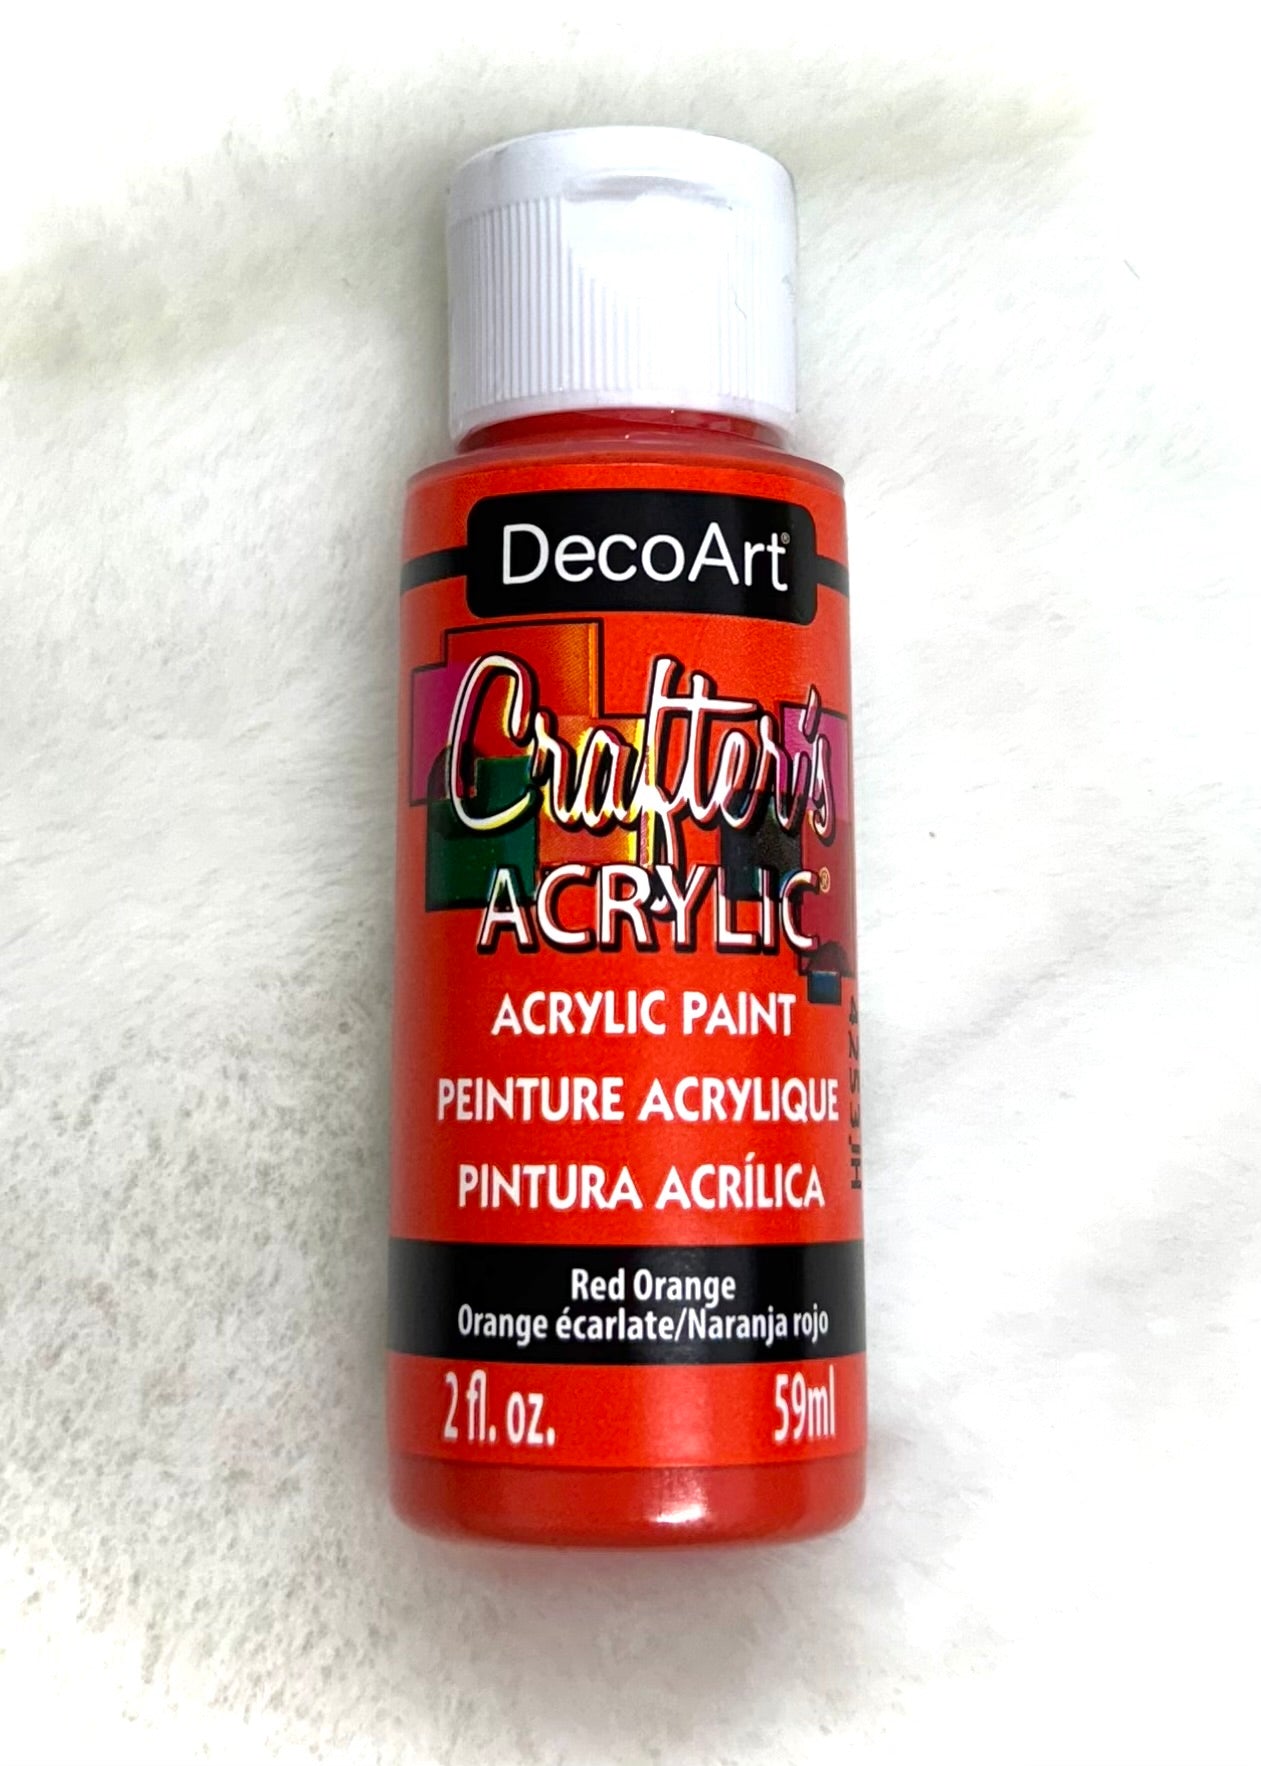 DecoArt®
Crafter's
ACRYLIC®
ACRYLIC PAINT
PEINTURE ACRYLIQUE
PINTURA ACRÍLICA
Red Orange
Orange écarlate/Naranja rojo
2 fl. oz. 59ml